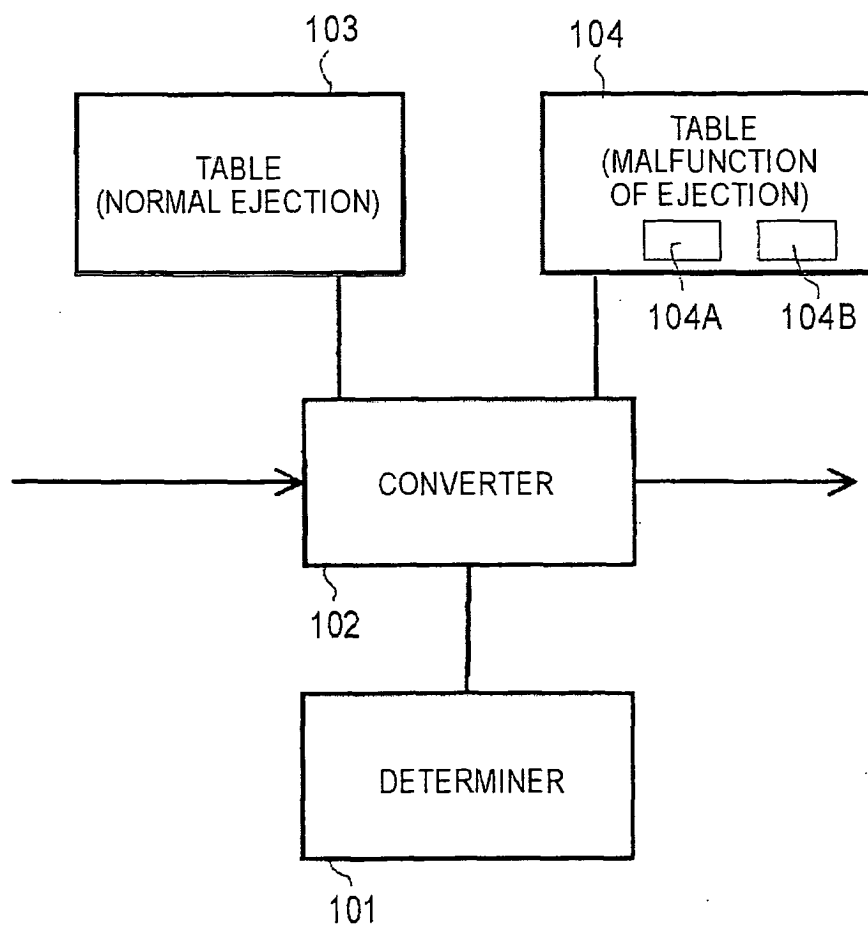 103
104
TABLE
(NORMAL EJECTION)
TABLE
(MALFUNCTION
OF EJECTION)
104A
104B
CONVERTER
102
DETERMINER
101